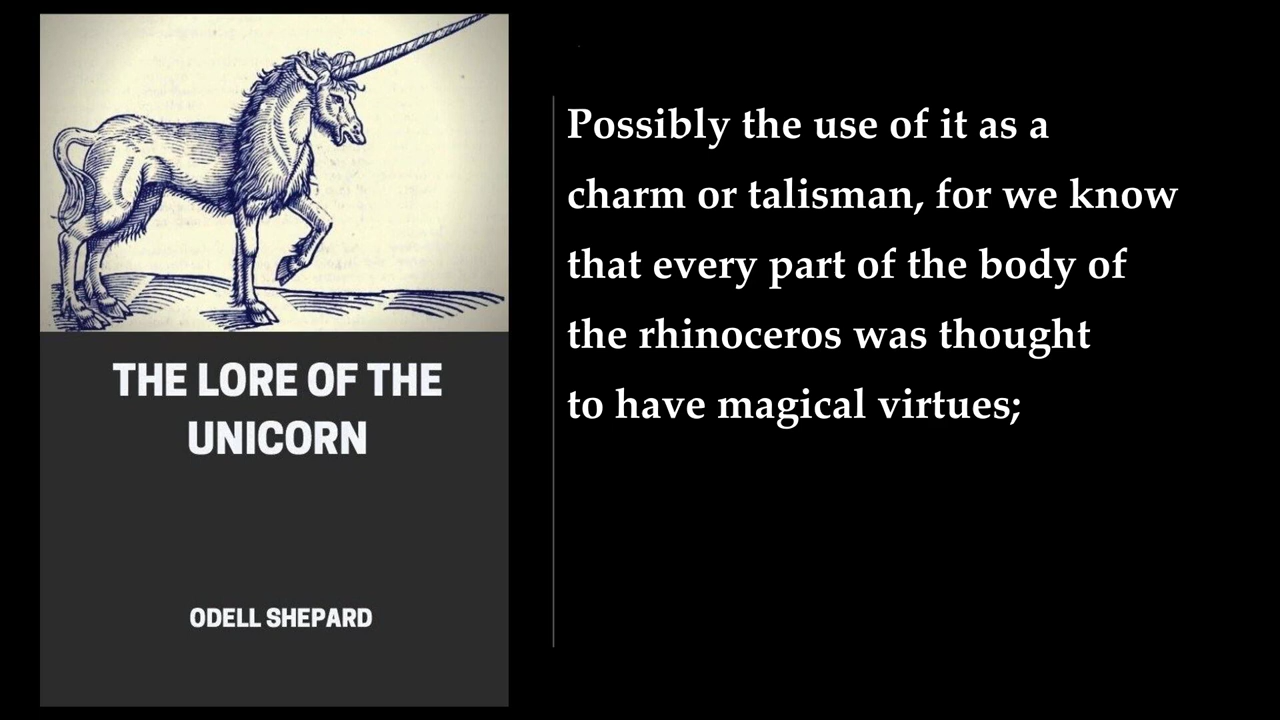 THE LORE OF THE
UNICORN
ODELL SHEPARD
Possibly the use of it as a
charm or talisman, for we know
that every part of the body of
the rhinoceros was thought
to have magical virtues;